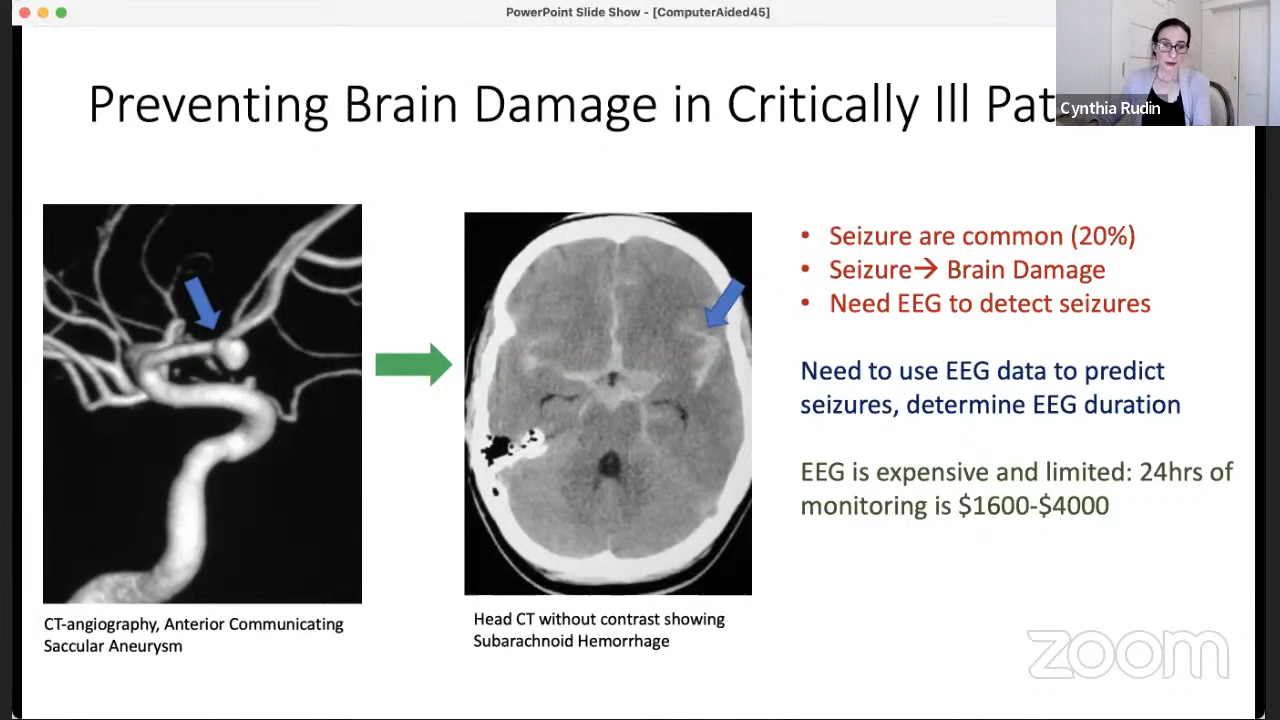 PowerPoint Slide Show - [ComputerAided45]
Preventing Brain Damage in Critically Ill Pat
Cynthia Rudin
• Seizure are common (20%)
• Seizure→ Brain Damage
• Need EEG to detect seizures
Need to use EEG data to predict
seizures, determine EEG duration
EEG is expensive and limited: 24hrs of
monitoring is $1600-$4000
CT-angiography, Anterior Communicating
Saccular Aneurysm
Head CT without contrast showing
Subarachnoid Hemorrhage
zoom